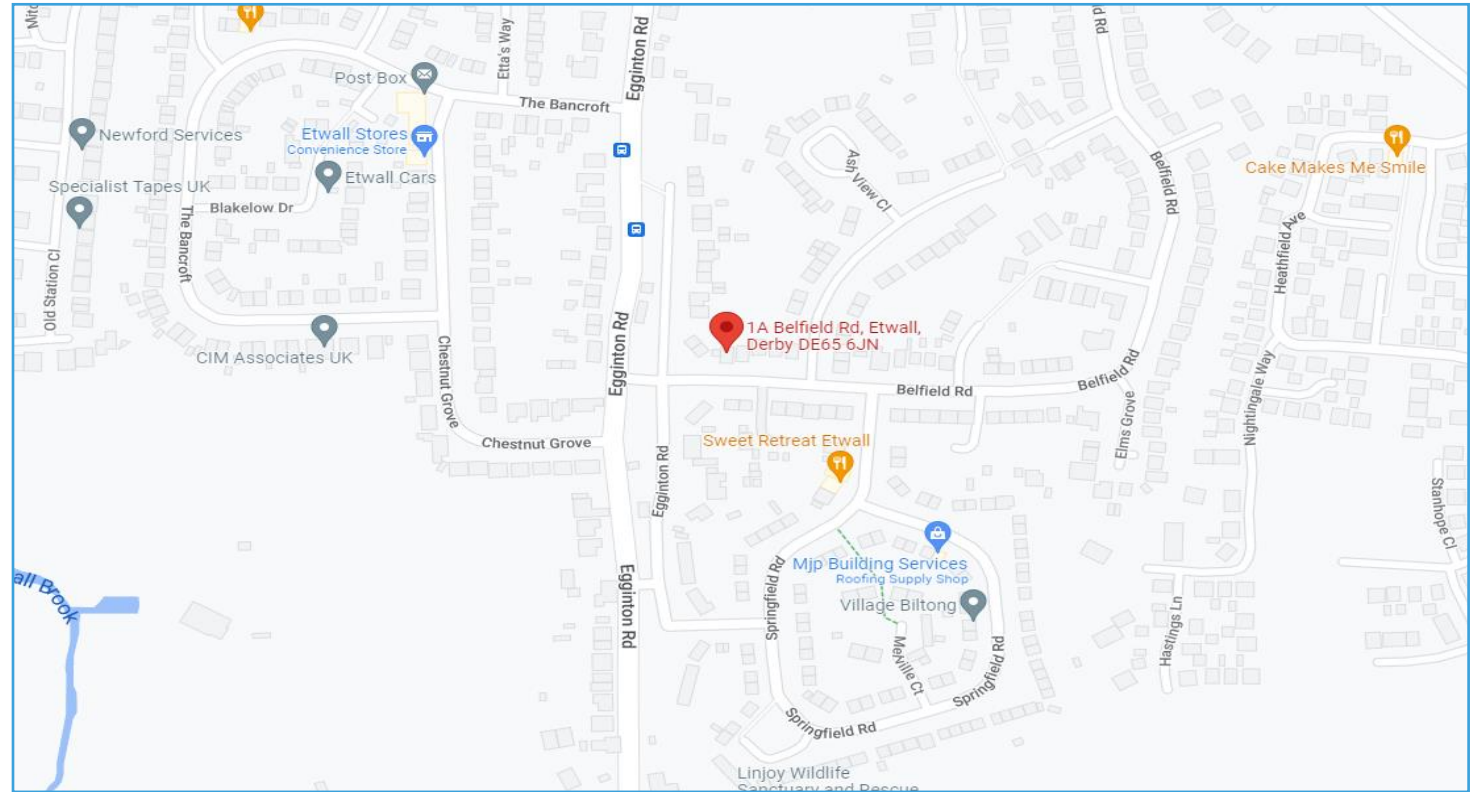 Mitc
Etta's Way
Egginton Rd
d Rd
Post Box
The Bancroft
Newford Services
Etwall Stores
Convenience Store
Etwall Cars
Specialist Tapes UK
Blakelow Dr
The Bancroft
Old Station Cl
Ash View Cl
Belfield Rd
Cake Makes Me Smile
Heathfield Ave
CIM Associates UK
Chestnut Grove
Egginton Rd
1A Belfield Rd, Etwall,
Derby DE65 6JN
Belfield Rd
Belfield Rd
Nightingale Way
Elms Grove
Chestnut Grove
Sweet Retreat Etwall
Egginton Rd
Stanhope Cl
Mjp Building Services
Roofing Supply Shop
Village Biltong
all Brook
Egginton Rd
Springfield Rd
Melville Ct
Springfield Rd
Hastings Ln
Springfield Rd
Linjoy Wildlife
Sanctuary and Rescue